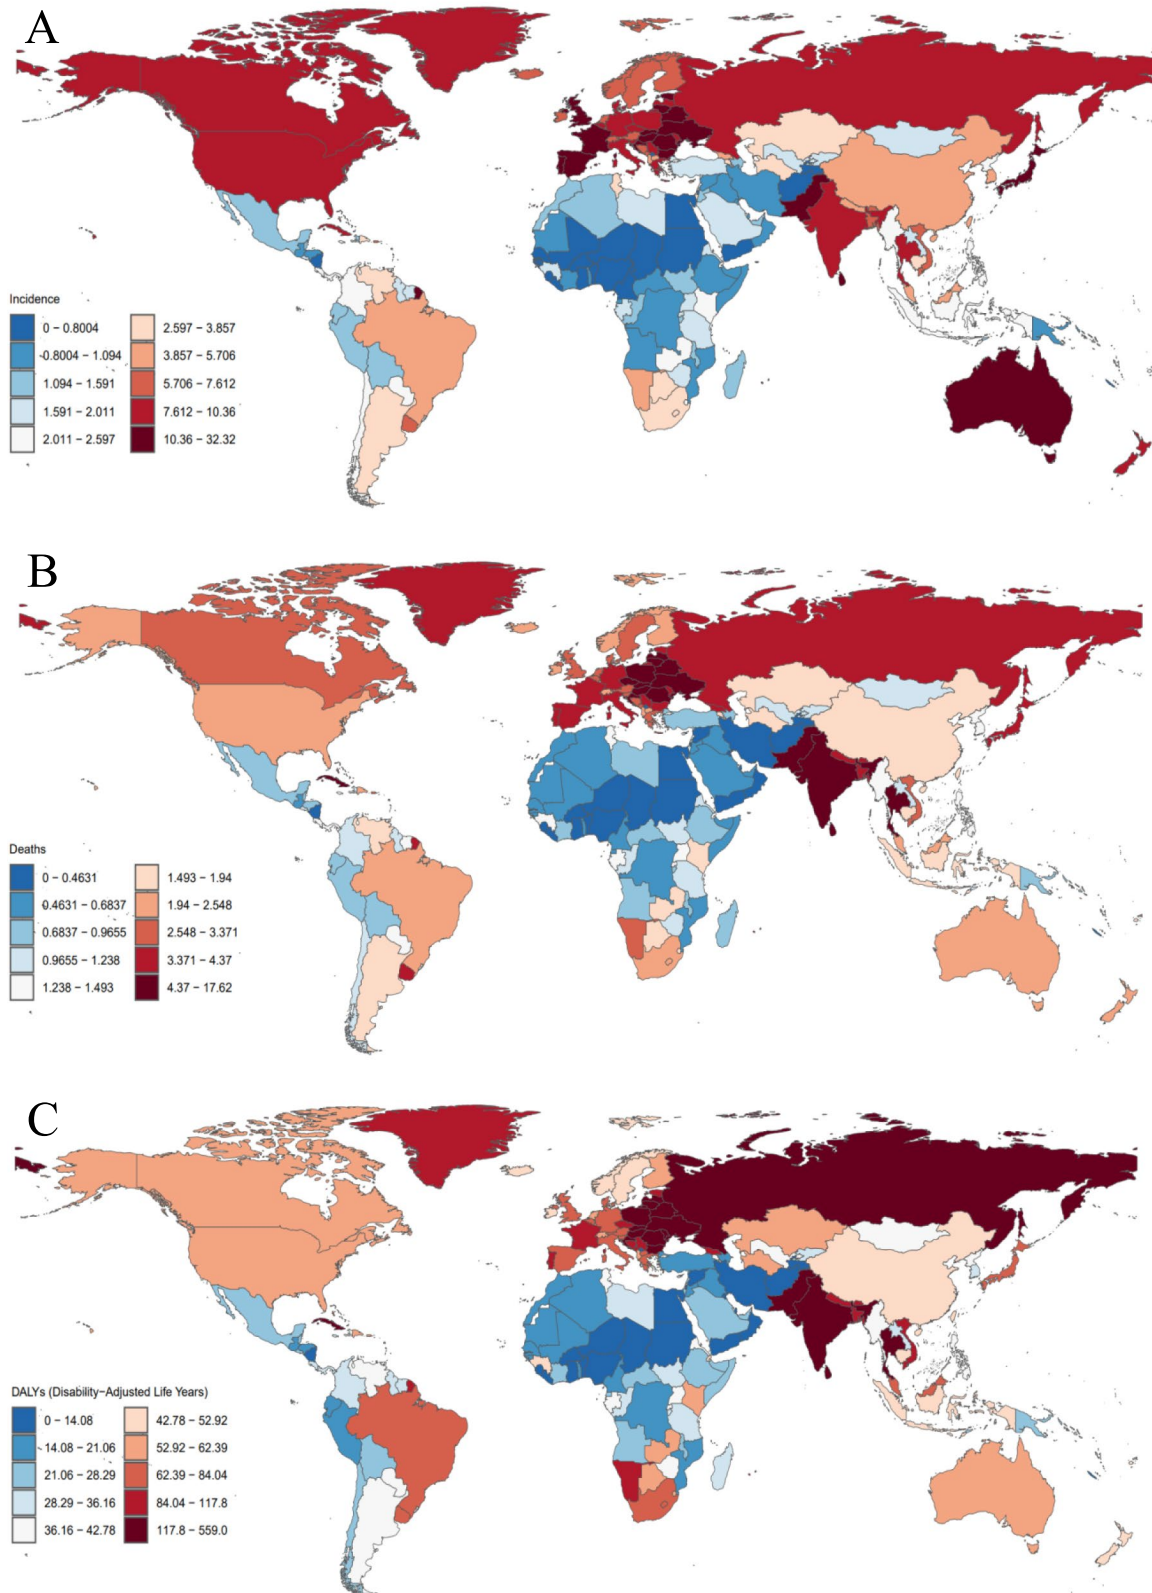 A
Incidence
0 – 0.8004
0.8004 – 1.094
1.094 – 1.591
1.591 – 2.011
2.011 – 2.597
2.597 – 3.857
3.857 – 5.706
5.706 – 7.612
7.612 – 10.36
10.36 – 32.32
B
Deaths
0 – 0.4631
0.4631 – 0.6837
0.6837 – 0.9655
0.9655 – 1.238
1.238 – 1.493
1.493 – 1.94
1.94 – 2.548
2.548 – 3.371
3.371 – 4.37
4.37 – 17.62
C
DALYs (Disability–Adjusted Life Years)
0 – 14.08
14.08 – 21.06
21.06 – 28.29
28.29 – 36.16
36.16 – 42.78
42.78 – 52.92
52.92 – 62.39
62.39 – 84.04
84.04 – 117.8
117.8 – 559.0